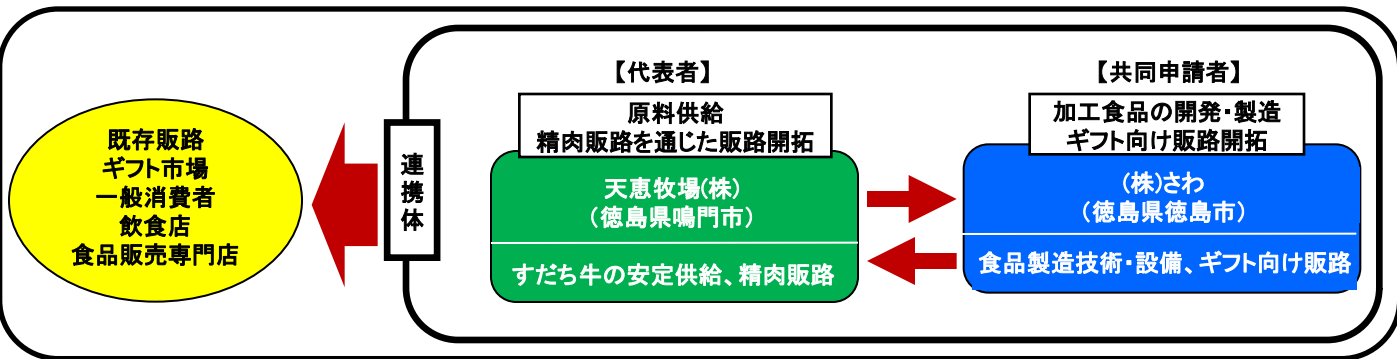 既存販路
ギフト市場
一般消費者
飲食店
食品販売専門店
連携体
【代表者】
原料供給
精肉販路を通じた販路開拓
天恵牧場(株)
(徳島県鳴門市)
すだち牛の安定供給、精肉販路
【共同申請者】
加工食品の開発・製造
ギフト向け販路開拓
(株)さわ
(徳島県徳島市)
食品製造技術・設備、ギフト向け販路